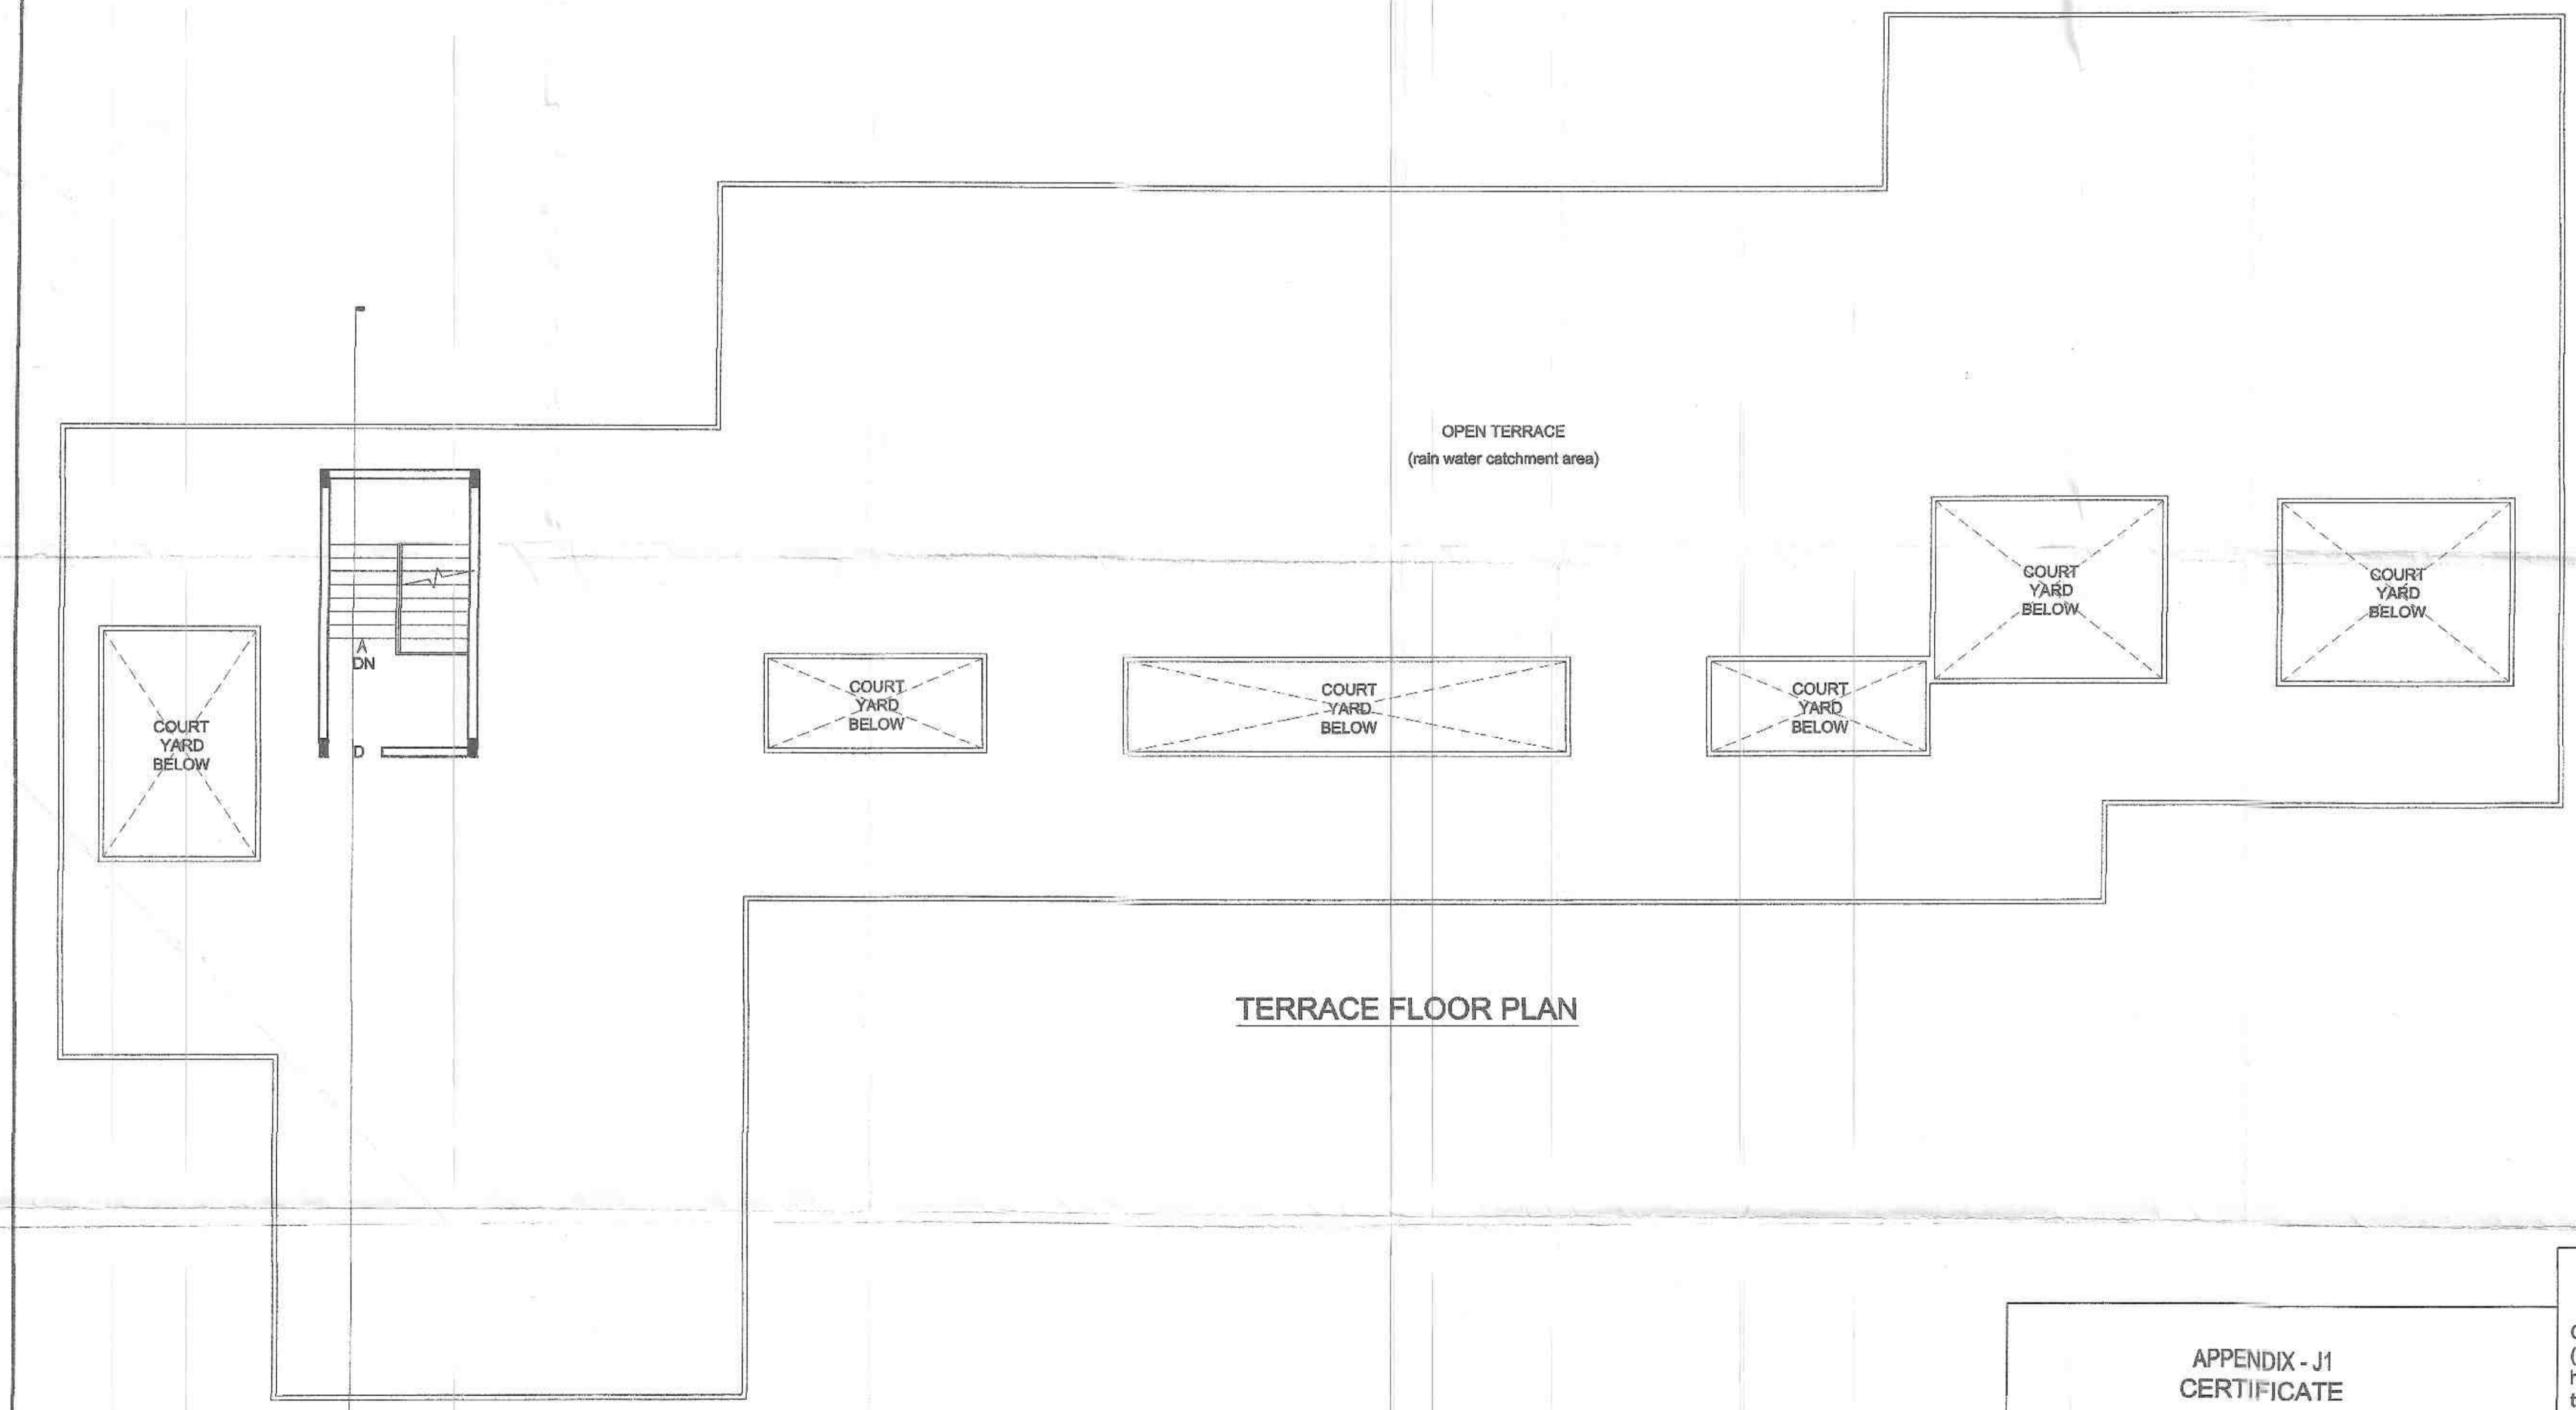 OPEN TERRACE
(rain water catchment area)
COURT
YARD
BELOW
COURT
YARD
BELOW
A
DN
D
COURT
YARD
BELOW
COURT
YARD
BELOW
COURT
YARD
BELOW
COURT
YARD
BELOW
TERRACE FLOOR PLAN
APPENDIX - J1
CERTIFICATE